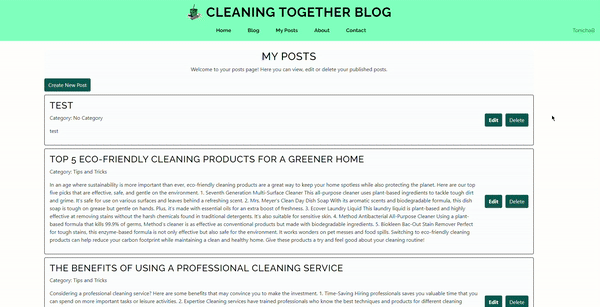 CLEANING TOGETHER BLOG
Home Blog My Posts About Contact
Tomchall
MY POSTS
Welcome to your posts page! Here you can view, edit or delete your published posts.
Create New Post
TEST
Category: No Category
test
Edit Delete
TOP 5 ECO-FRIENDLY CLEANING PRODUCTS FOR A GREENER HOME
Category: Tips and Tricks
In an age where sustainability is more important than ever, eco-friendly cleaning products are a great way to keep your home spotless while also protecting the planet. Here are our top
five picks that are effective, safe, and gentle on the environment. 1. Seventh Generation Multi-Surface Cleaner This all-purpose cleaner uses plant-based ingredients to tackle tough dirt
and grime. It's safe for use on various surfaces and leaves behind a refreshing scent. 2. Mrs. Meyer's Clean Day Dish Soap With its aromatic scents and biodegradable formula, this dish
soap is tough on grease but gentle on hands. Plus, it's made with essential oils for an extra boost of freshness. 3. Ecover Laundry Liquid This laundry liquid is plant-based and highly
effective at removing stains without the harsh chemicals found in traditional detergents. It's also suitable for sensitive skin. 4. Method Antibacterial All-Purpose Cleaner Using a plant-
based formula that kills 99.9% of germs, Method's cleaner is as effective as conventional products but made with biodegradable ingredients. 5. Biokleen Bac-Out Stain Remover Perfect
for tough stains, this enzyme-based formula is not only effective but also safe for the environment. It works wonders on pet messes and food spills. Switching to eco-friendly cleaning
products can help reduce your carbon footprint while maintaining a clean and healthy home. Give these products a try and feel good about your cleaning routine!
Edit Delete
THE BENEFITS OF USING A PROFESSIONAL CLEANING SERVICE
Category: Tips and Tricks
Considering a professional cleaning service? Here are some benefits that may convince you to make the investment. 1. Time-Saving Hiring professionals saves you valuable time that you
can spend on more important tasks or leisure activities. 2. Expertise Cleaning services have trained professionals who know the best techniques and products for different cleaning
Edit Delete